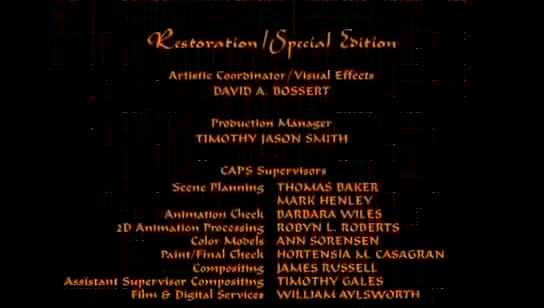 Restoration/Special Edition
Artistic Coordinator/Visual Effects
DAVID A. BOSSERT
Production Manager
TIMOTHY JASON SMITH
CAPS Supervisors
Scene Planning THOMAS BAKER
MARK HENLEY
Animation Check BARBARA WILES
2D Animation Processing ROBYN L. ROBERTS
Color Models ANN SORENSEN
Paint/Final Check HORTENSIA M. CASAGRAN
Compositing JAMES RUSSELL
Assistant Supervisor Compositing TIMOTHY GALES
Film & Digital Services WILLIAM AYLSWORTH